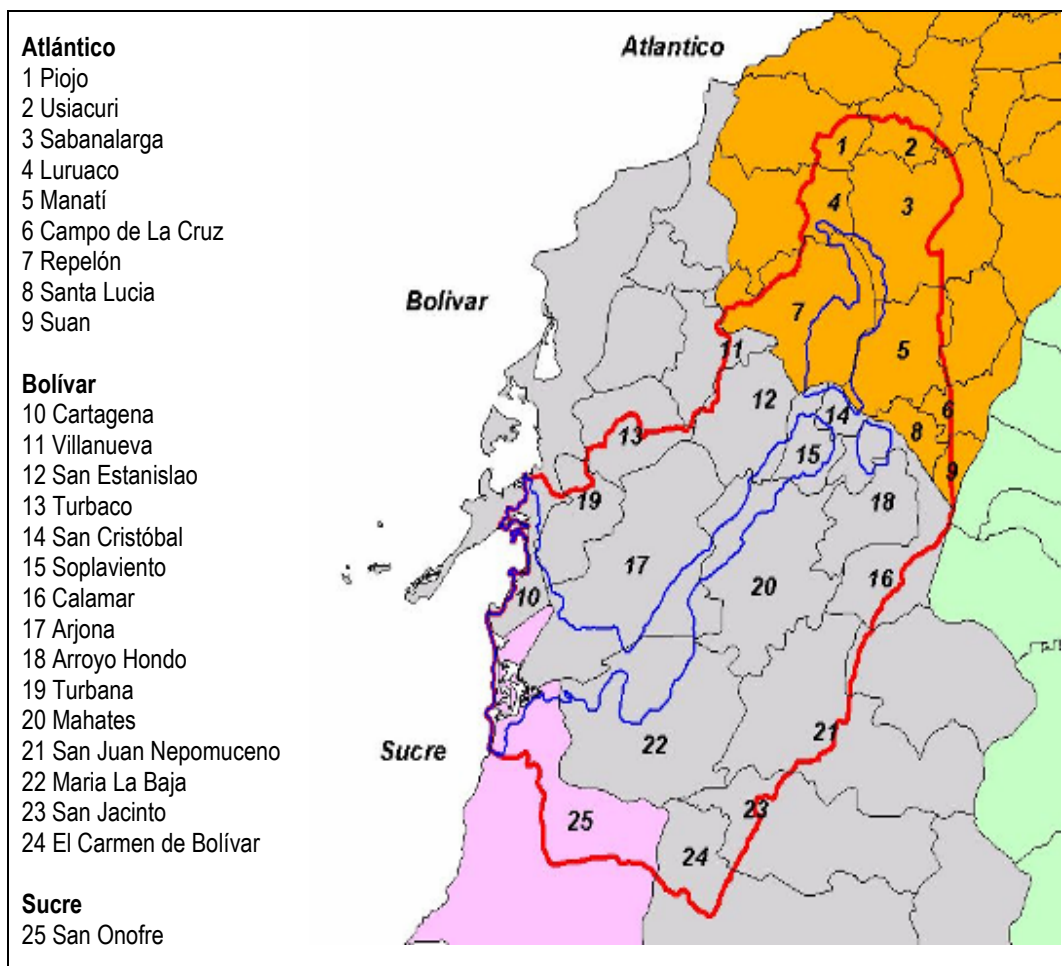 Atlántico
1 Piojo
2 Usiacuri
3 Sabanalarga
4 Luruaco
5 Manatí
6 Campo de La Cruz
7 Repelón
8 Santa Lucia
9 Suan
Bolívar
10 Cartagena
11 Villanueva
12 San Estanislao
13 Turbaco
14 San Cristóbal
15 Soplaviento
16 Calamar
17 Arjona
18 Arroyo Hondo
19 Turbana
20 Mahates
21 San Juan Nepomuceno
22 Maria La Baja
23 San Jacinto
24 El Carmen de Bolívar
Sucre
25 San Onofre
Atlantico
1
2
4
3
Bolívar
7
11
5
12
6
13
14
8
15
9
19
18
17
16
10
20
21
Sucre
22
23
25
24